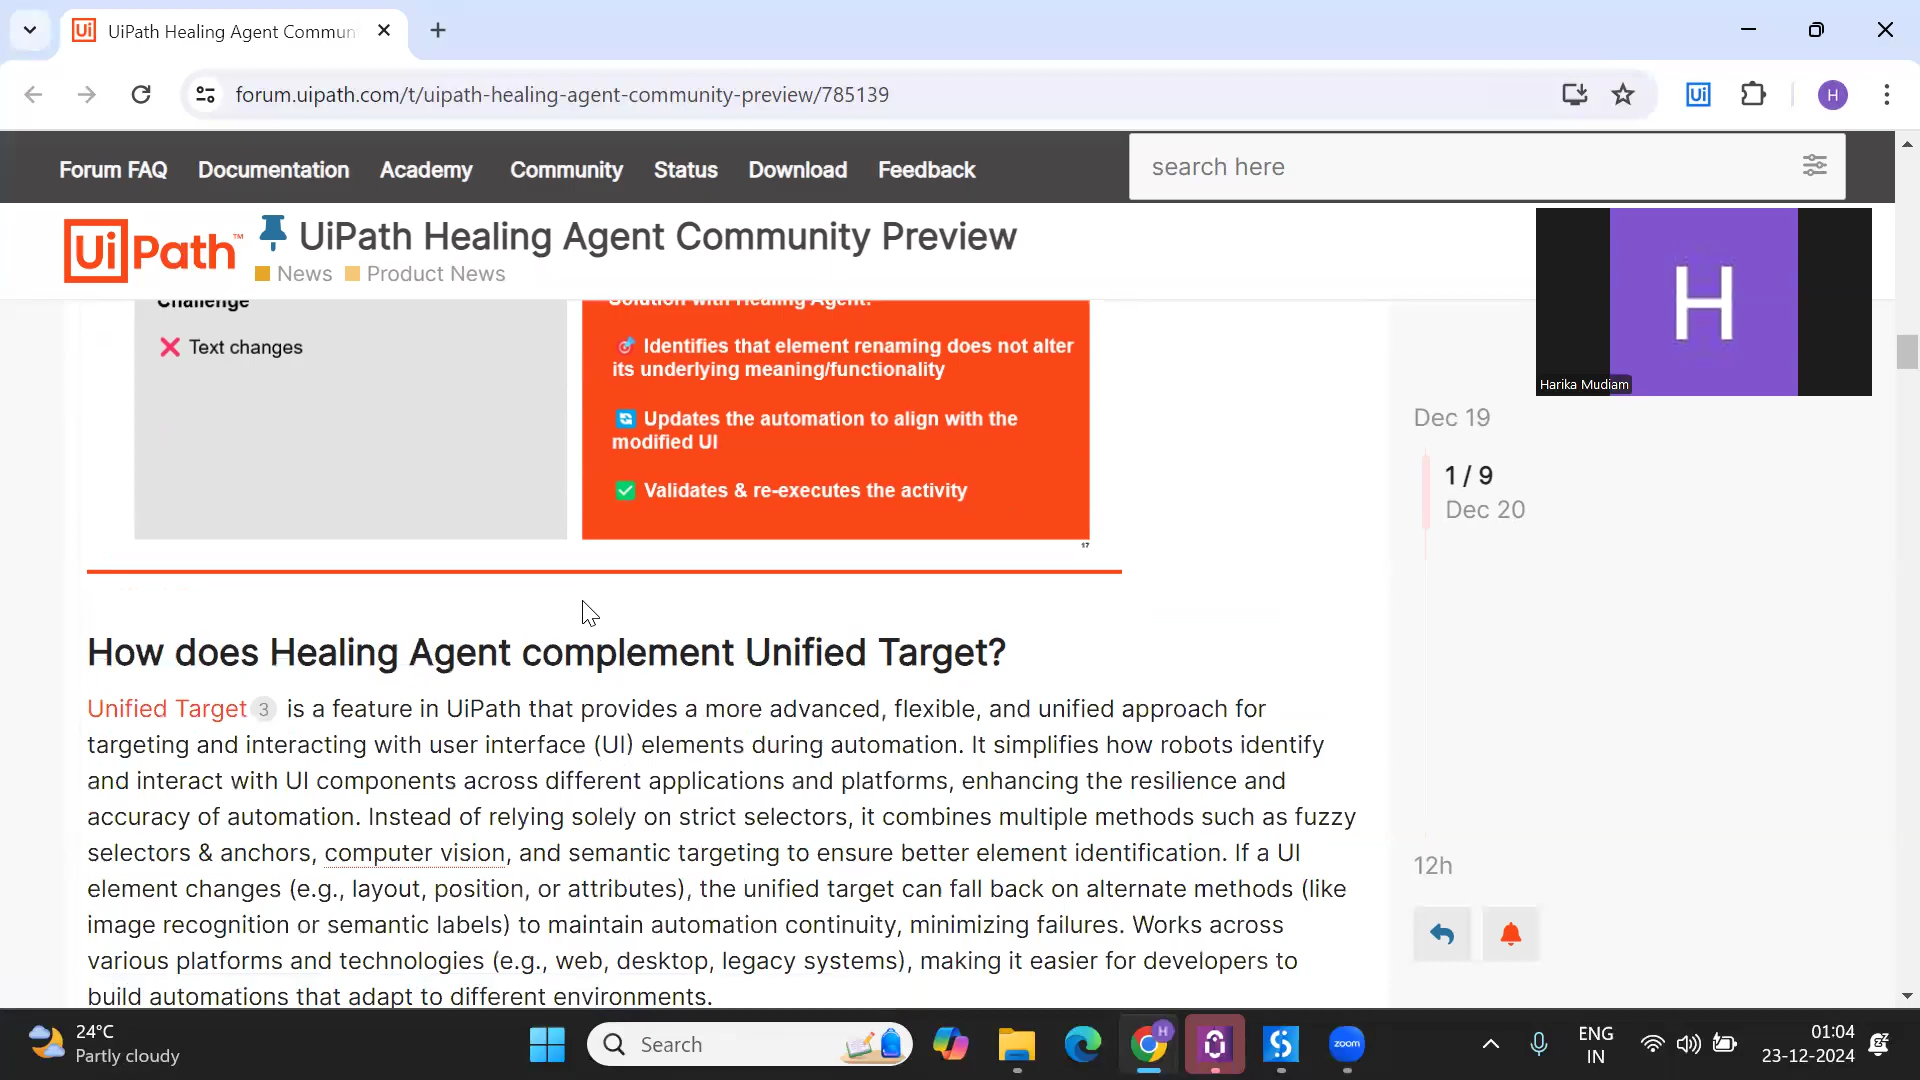 UiPath Healing Agent Commun
forum.uipath.com/t/uipath-healing-agent-community-preview/785139
Ui
H
Forum FAQ Documentation Academy Community Status Download Feedback
search here
UiPath™
UiPath Healing Agent Community Preview
News Product News
H
Harika Mudiam
Challenge
Text changes
Solution with Healing Agent:
Identifies that element renaming does not alter
its underlying meaning/functionality
Updates the automation to align with the
modified UI
Validates & re-executes the activity
17
Dec 19
1 / 9
Dec 20
12h
How does Healing Agent complement Unified Target?
Unified Target 3 is a feature in UiPath that provides a more advanced, flexible, and unified approach for
targeting and interacting with user interface (UI) elements during automation. It simplifies how robots identify
and interact with UI components across different applications and platforms, enhancing the resilience and
accuracy of automation. Instead of relying solely on strict selectors, it combines multiple methods such as fuzzy
selectors & anchors, computer vision, and semantic targeting to ensure better element identification. If a UI
element changes (e.g., layout, position, or attributes), the unified target can fall back on alternate methods (like
image recognition or semantic labels) to maintain automation continuity, minimizing failures. Works across
various platforms and technologies (e.g., web, desktop, legacy systems), making it easier for developers to
build automations that adapt to different environments.
24°C
Partly cloudy
Search
H
zoom
ENG
IN
01:04
23-12-2024